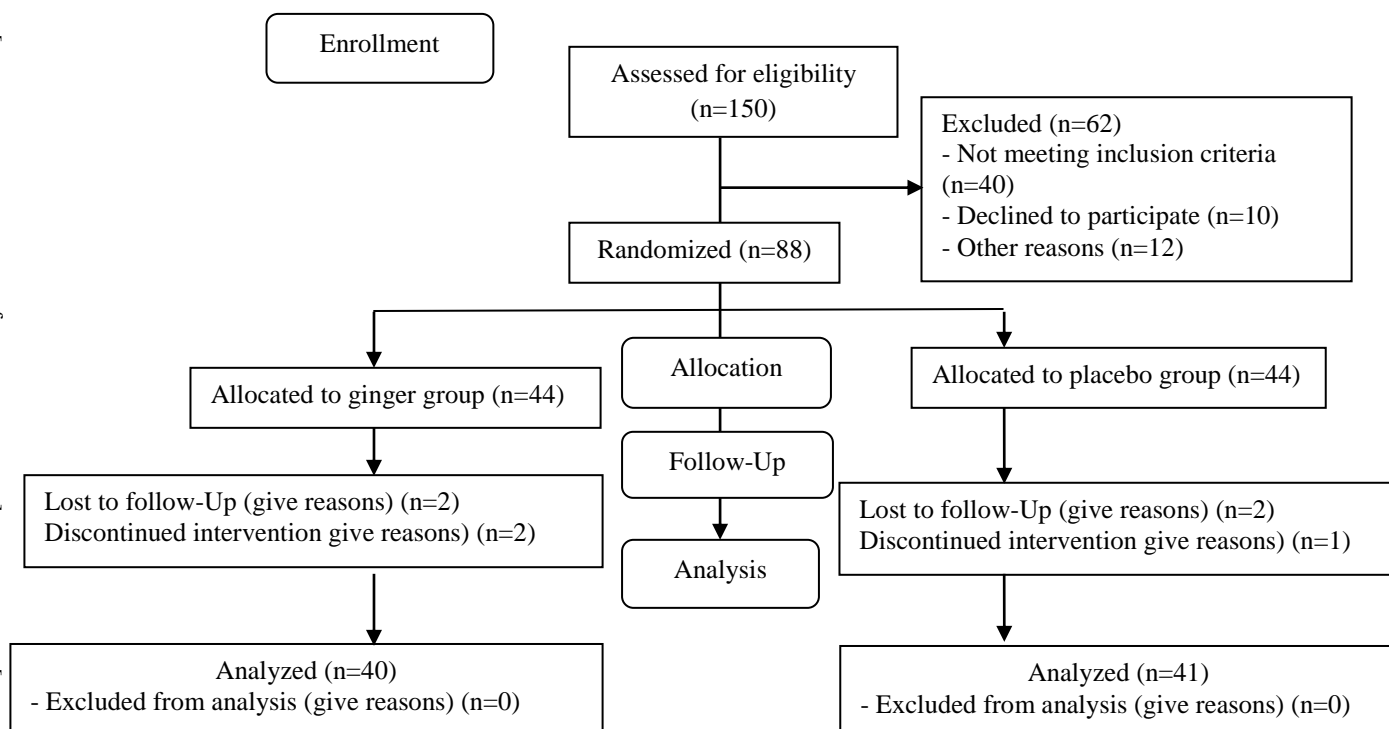 Enrollment
Assessed for eligibility
(n=150)
Excluded (n=62)
- Not meeting inclusion criteria
(n=40)
- Declined to participate (n=10)
- Other reasons (n=12)
Randomized (n=88)
Allocation
Allocated to ginger group (n=44)
Allocated to placebo group (n=44)
Follow-Up
Lost to follow-Up (give reasons) (n=2)
Discontinued intervention give reasons) (n=2)
Lost to follow-Up (give reasons) (n=2)
Discontinued intervention give reasons) (n=1)
Analysis
Analyzed (n=40)
- Excluded from analysis (give reasons) (n=0)
Analyzed (n=41)
- Excluded from analysis (give reasons) (n=0)